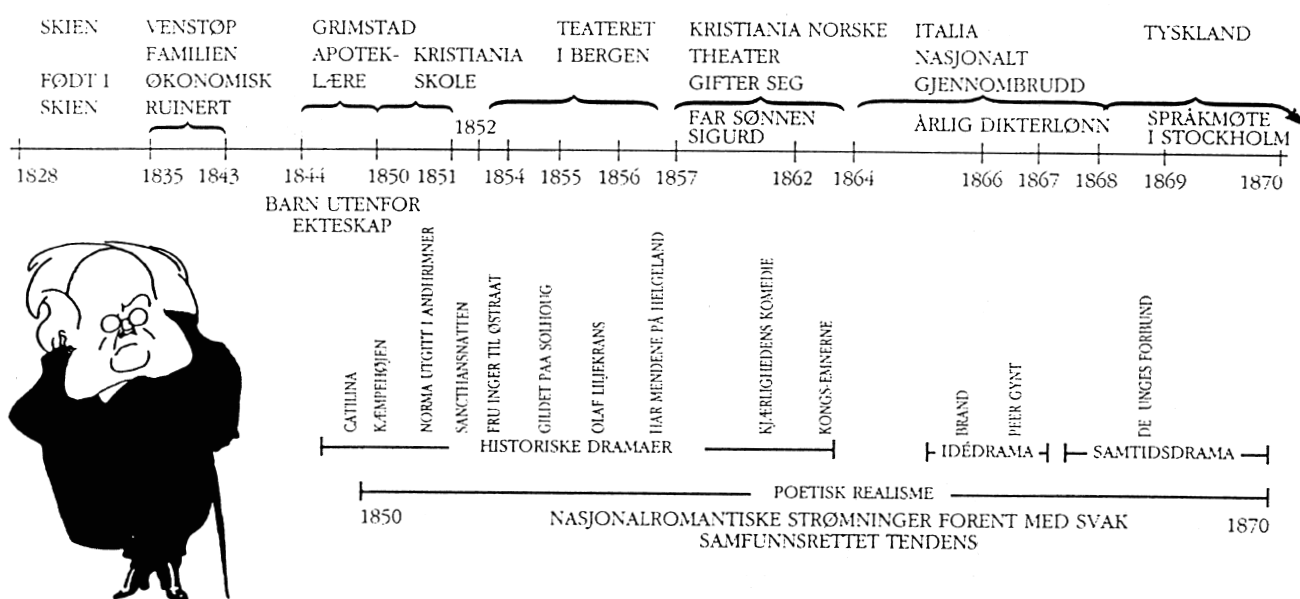 SKIEN
FØDT I
SKIEN
VENSTØP
FAMILIEN
ØKONOMISK
RUINERT
GRIMSTAD
APOTEK-
LÆRE
KRISTIANIA
SKOLE
TEATERET
I BERGEN
KRISTIANIA NORSKE
THEATER
GIFTER SEG
FAR SØNNEN
SIGURD
ITALIA
NASJONALT
GJENNOMBRUDD
ÅRLIG DIKTERLØNN
TYSKLAND
SPRÅKMØTE
I STOCKHOLM
1852
1828 1835 1843 1844 1850 1851 1854 1855 1856 1857 1862 1864 1866 1867 1868 1869 1870
BARN UTENFOR
EKTESKAP
CATILINA
KÆMPEHØJEN
NORMA UTGITT I ANDHRIMNER
SANCTHANSNATTEN
FRU INGER TIL ØSTRAAT
GILDET PAA SOLHOUG
OLAF LILJEKRANS
HÆRMENDENE PÅ HELGELAND
KJÆRLIGHEDENS KOMEDIE
KONGS-EMNERNE
BRAND
PEER GYNT
DE UNGES FORBUND
HISTORISKE DRAMAER
IDÉDRAMA
SAMTIDSDRAMA
POETISK REALISME
1850
NASJONALROMANTISKE STRØMNINGER FORENT MED SVAK
SAMFUNNSRETTET TENDENS
1870